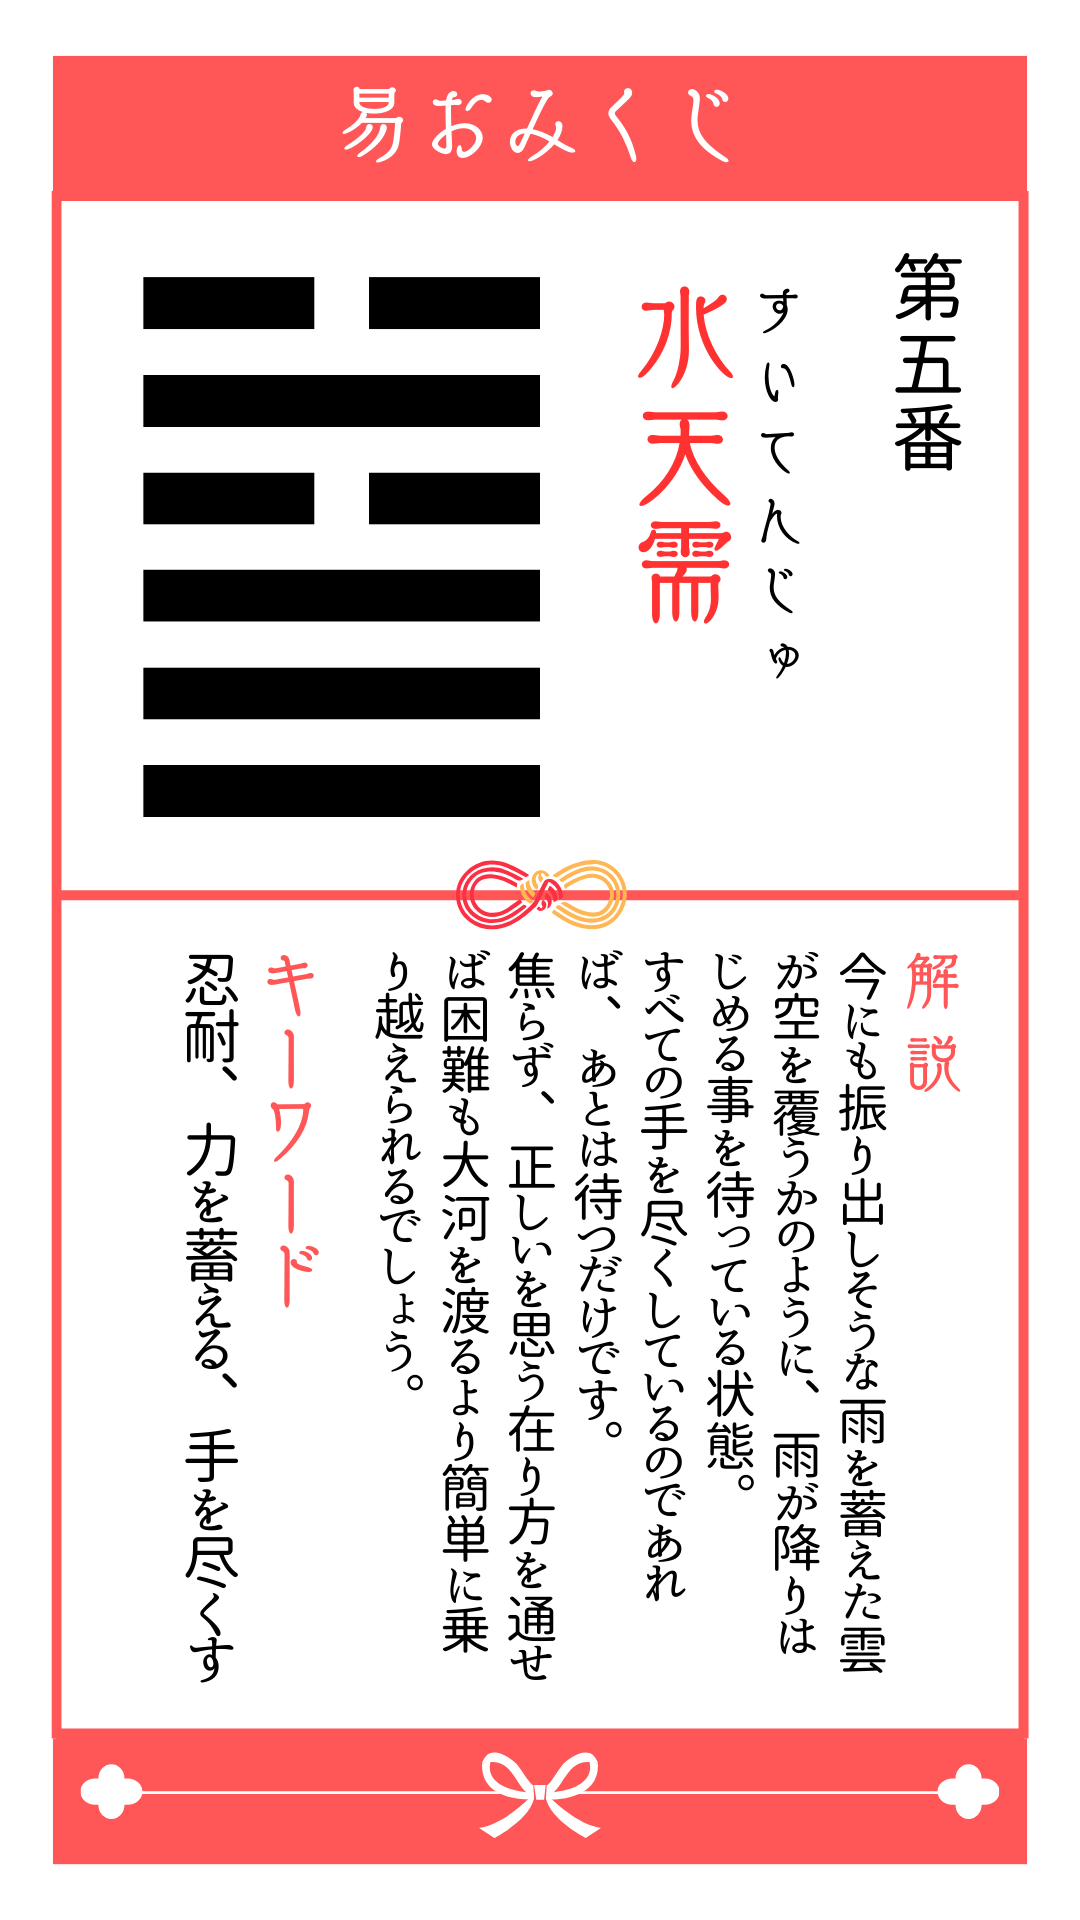 易おみくじ
第五番
すいてんじゅ
水天需
解説
今にも振り出しそうな雨を蓄えた雲
が空を覆うかのように、雨が降りは
じめる事を待っている状態。
すべての手を尽くしているのであれ
ば、あとは待つだけです。
焦らず、正しいを思う在り方を通せ
ば困難も大河を渡るより簡単に乗
り越えられるでしょう。
キーワード
忍耐、力を蓄える、手を尽くす